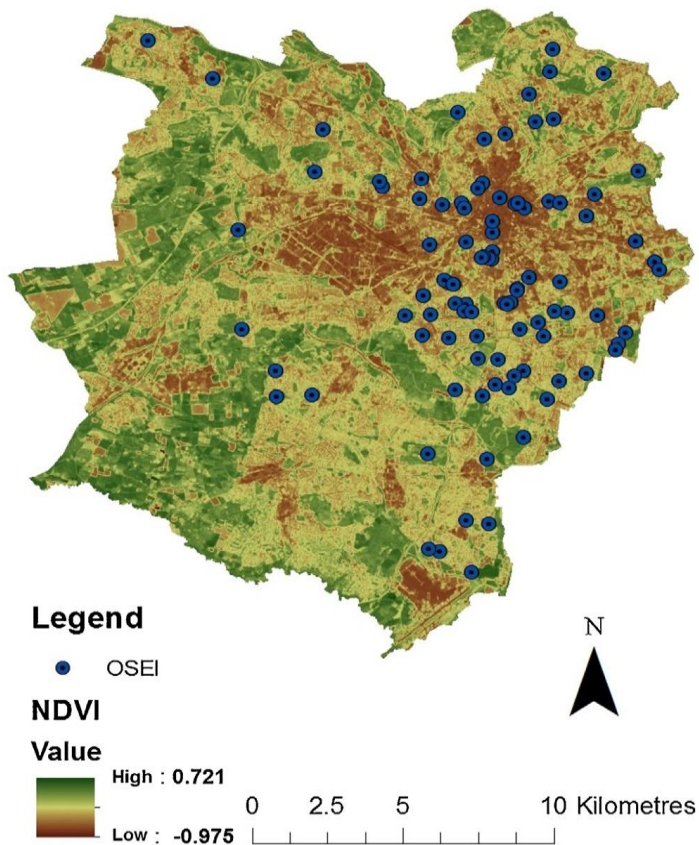 Legend
OSEI
NDVI
Value
High : 0.721
Low : -0.975
N
0 2.5 5 10 Kilometres